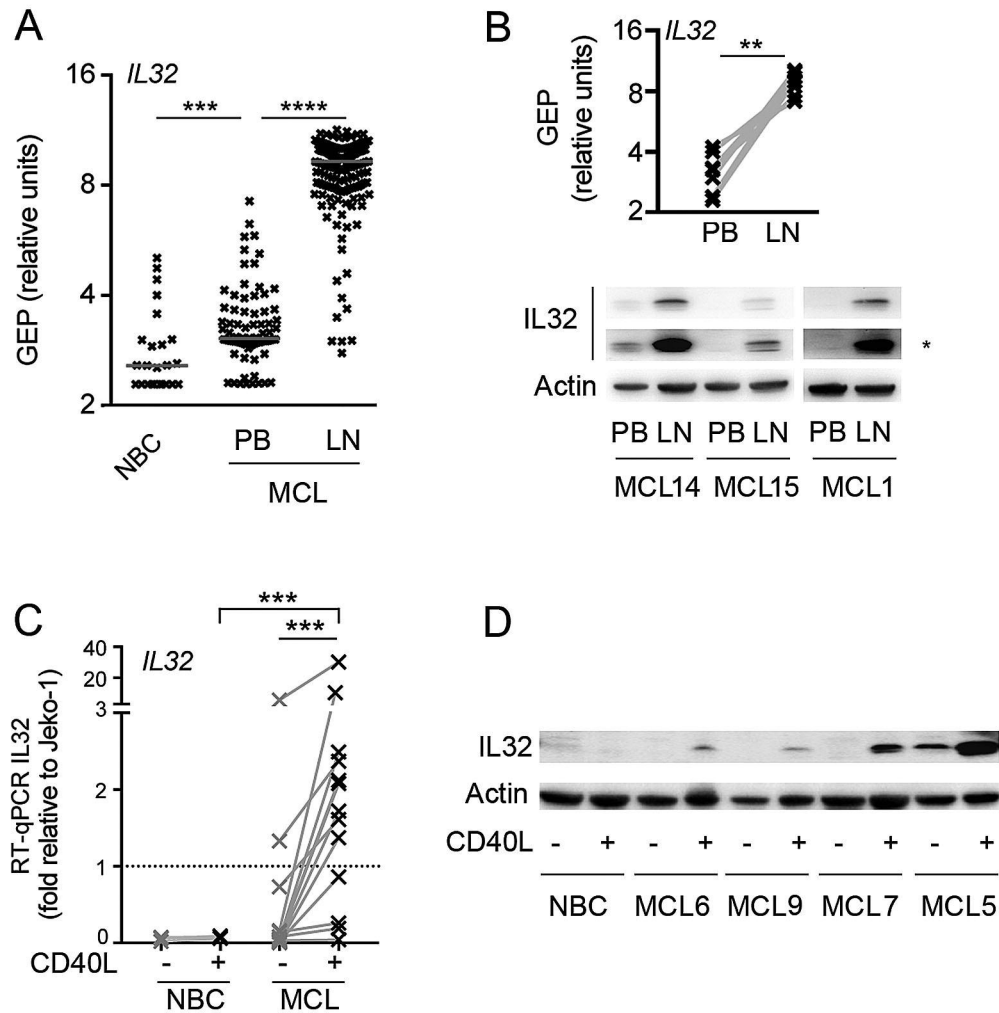 A
IL32
*** ****
16
8
4
2
GEP (relative units)
NBC PB LN
MCL
B
IL32
**
16
8
4
2
GEP
(relative units)
PB LN
IL32
*
Actin
PB LN PB LN PB LN
MCL14 MCL15 MCL1
C
***
***
IL32
40
20
3
2
1
0
RT-qPCR IL32
(fold relative to Jeko-1)
CD40L - + - +
NBC MCL
D
IL32
Actin
CD40L - + - + - + - + - +
NBC MCL6 MCL9 MCL7 MCL5